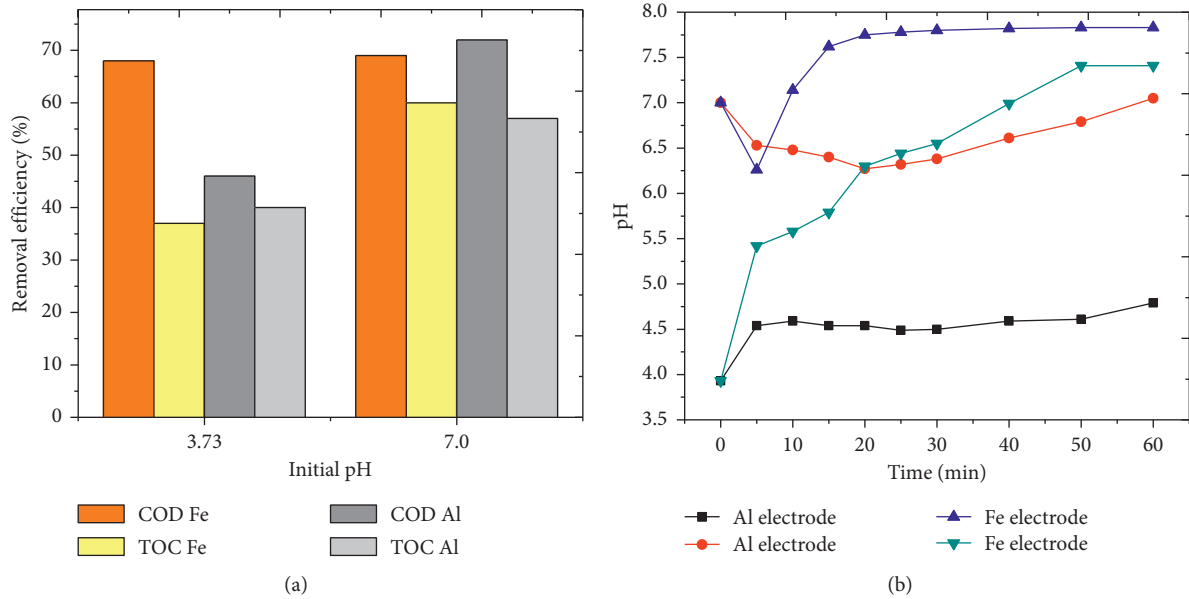 70
60
50
40
30
20
10
0
Removal efficiency (%)
3.73
7.0
Initial pH
COD Fe
COD Al
TOC Fe
TOC Al
(a)
8.0
7.5
7.0
6.5
6.0
5.5
5.0
4.5
4.0
3.5
pH
0
10
20
30
40
50
60
Time (min)
Al electrode
Fe electrode
Al electrode
Fe electrode
(b)